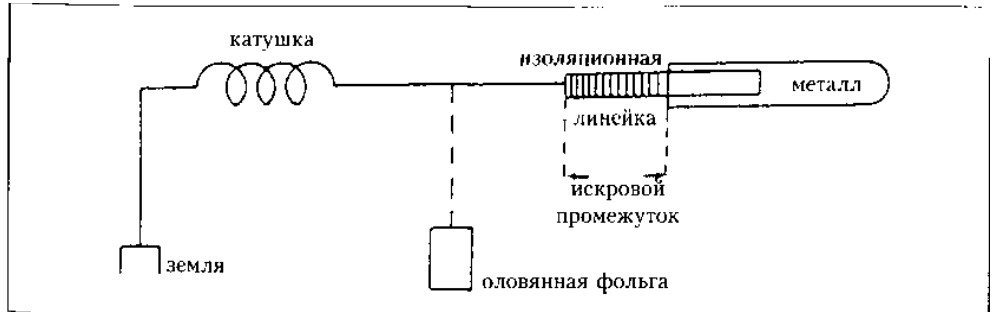 катушка
изоляционная
металл
линейка
искровой
промежуток
земля
оловянная фольга